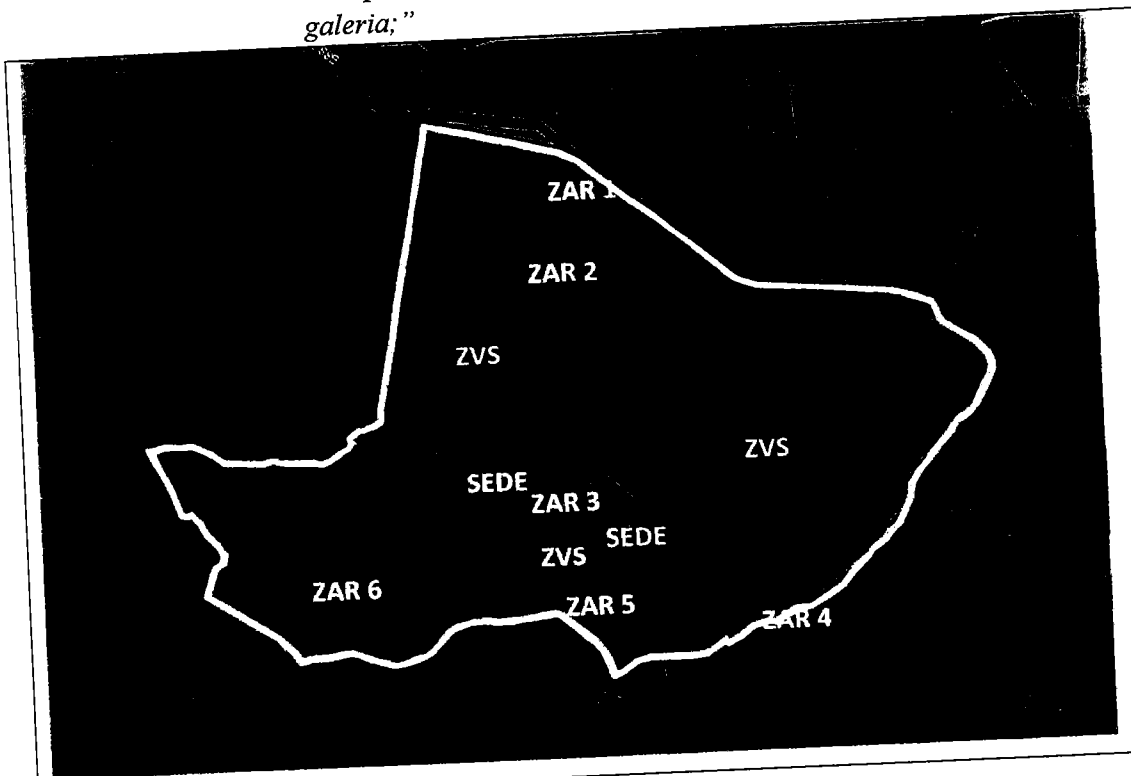 galeria;”
ZAR 1
ZAR 2
ZVS
ZVS
SEDE
ZAR 3
SEDE
ZVS
ZAR 6
ZAR 5
ZAR 4